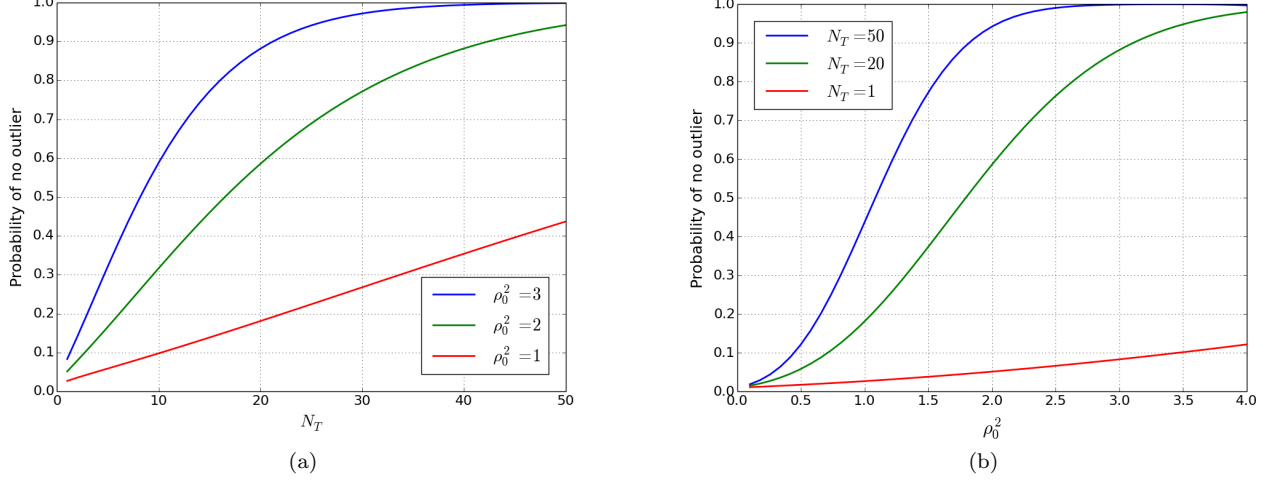 1.0
0.9
0.8
0.7
0.6
0.5
0.4
0.3
0.2
0.1
0.0
Probability of no outlier
0 10 20 30 40 50
N_T
ρ_0^2 =3
ρ_0^2 =2
ρ_0^2 =1
(a)
1.0
0.9
0.8
0.7
0.6
0.5
0.4
0.3
0.2
0.1
0.0
Probability of no outlier
0.0 0.5 1.0 1.5 2.0 2.5 3.0 3.5 4.0
ρ_0^2
N_T =50
N_T =20
N_T =1
(b)